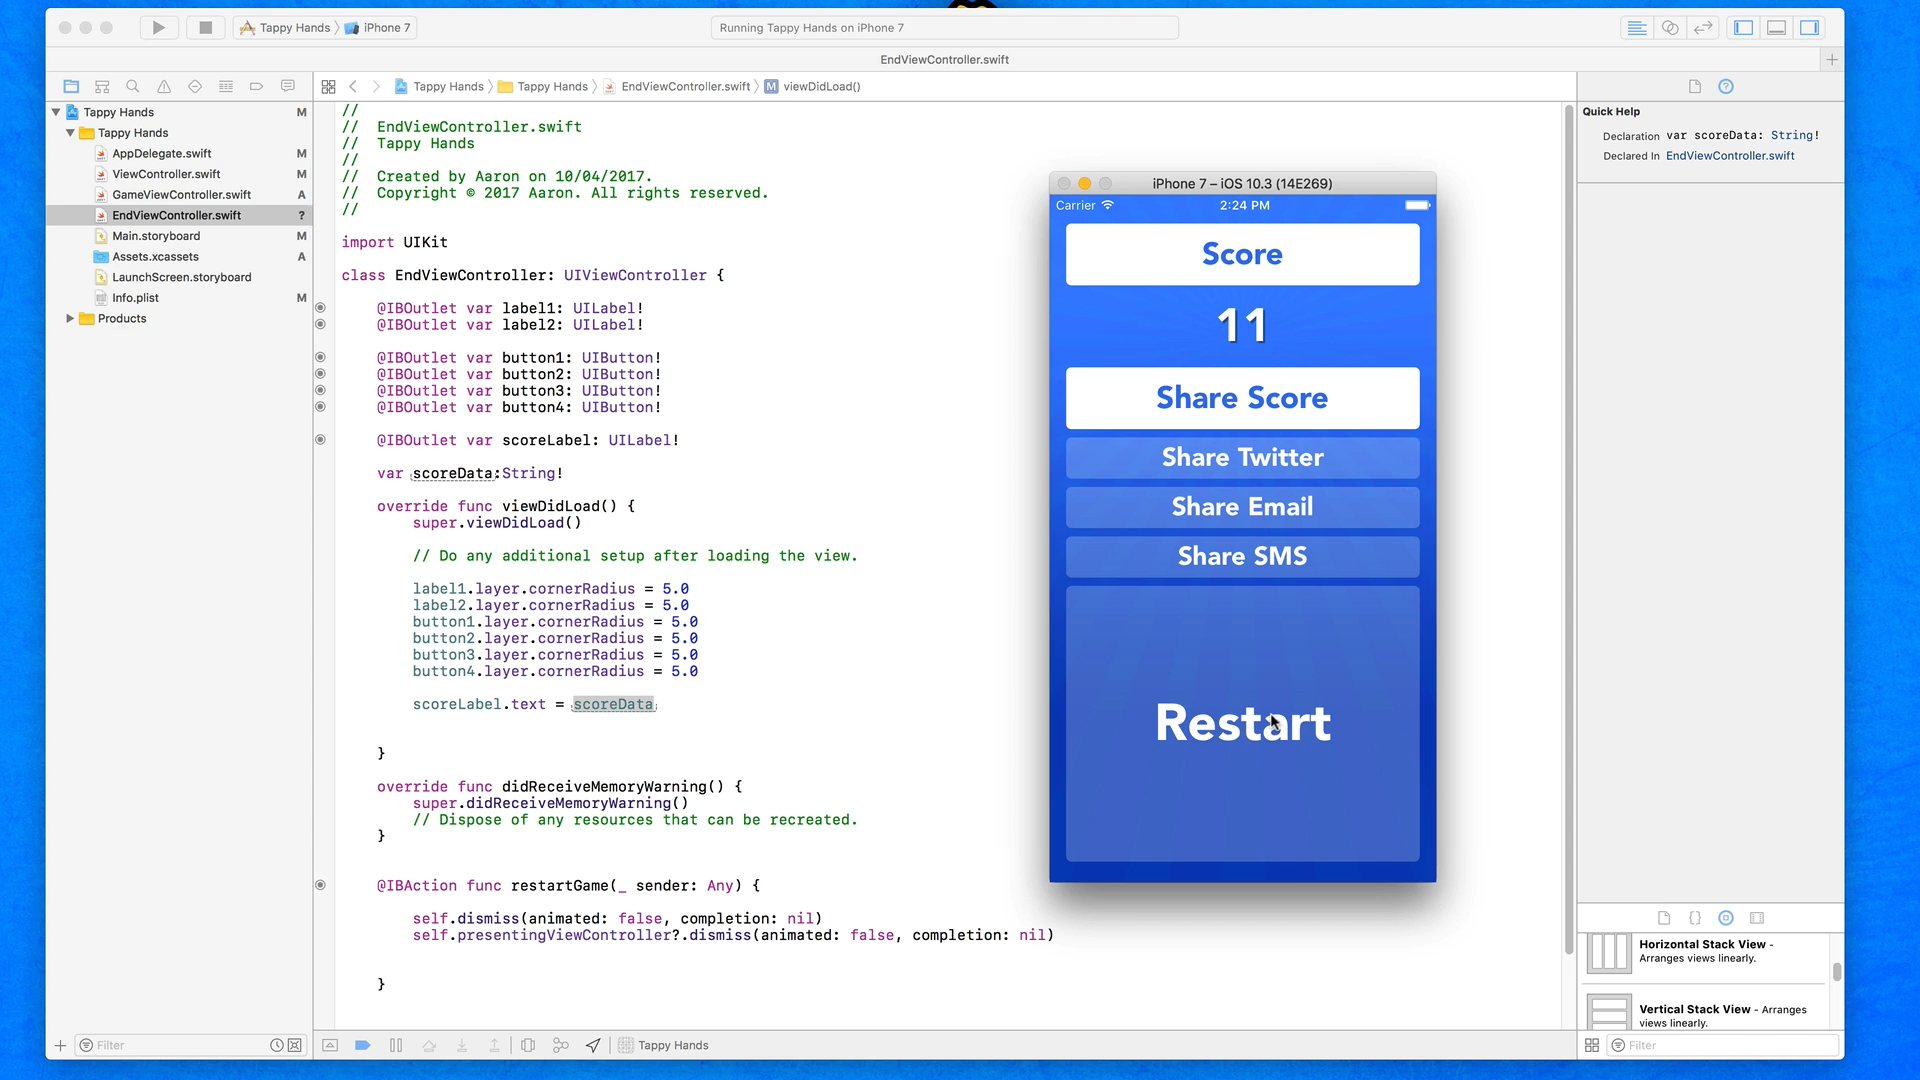 Tappy Hands
iPhone 7
Running Tappy Hands on iPhone 7
EndViewController.swift
Tappy Hands
Tappy Hands
EndViewController.swift
M
viewDidLoad()
Tappy Hands M
Tappy Hands
AppDelegate.swift M
ViewController.swift M
GameViewController.swift A
EndViewController.swift ?
Main.storyboard M
Assets.xcassets A
LaunchScreen.storyboard
Info.plist M
Products
Filter
//
//  EndViewController.swift
//  Tappy Hands
//
//  Created by Aaron on 10/04/2017.
//  Copyright © 2017 Aaron. All rights reserved.
//
import UIKit
class EndViewController: UIViewController {
@IBOutlet var label1: UILabel!
@IBOutlet var label2: UILabel!
@IBOutlet var button1: UIButton!
@IBOutlet var button2: UIButton!
@IBOutlet var button3: UIButton!
@IBOutlet var button4: UIButton!
@IBOutlet var scoreLabel: UILabel!
var scoreData:String!
override func viewDidLoad() {
super.viewDidLoad()
// Do any additional setup after loading the view.
label1.layer.cornerRadius = 5.0
label2.layer.cornerRadius = 5.0
button1.layer.cornerRadius = 5.0
button2.layer.cornerRadius = 5.0
button3.layer.cornerRadius = 5.0
button4.layer.cornerRadius = 5.0
scoreLabel.text = scoreData
}
override func didReceiveMemoryWarning() {
super.didReceiveMemoryWarning()
// Dispose of any resources that can be recreated.
}
@IBAction func restartGame(_ sender: Any) {
self.dismiss(animated: false, completion: nil)
self.presentingViewController?.dismiss(animated: false, completion: nil)
}
Tappy Hands
iPhone 7 – iOS 10.3 (14E269)
Carrier 2:24 PM
Score
11
Share Score
Share Twitter
Share Email
Share SMS
Restart
Quick Help
Declaration var scoreData: String!
Declared In EndViewController.swift
Horizontal Stack View -
Arranges views linearly.
Vertical Stack View - Arranges
views linearly.
Filter